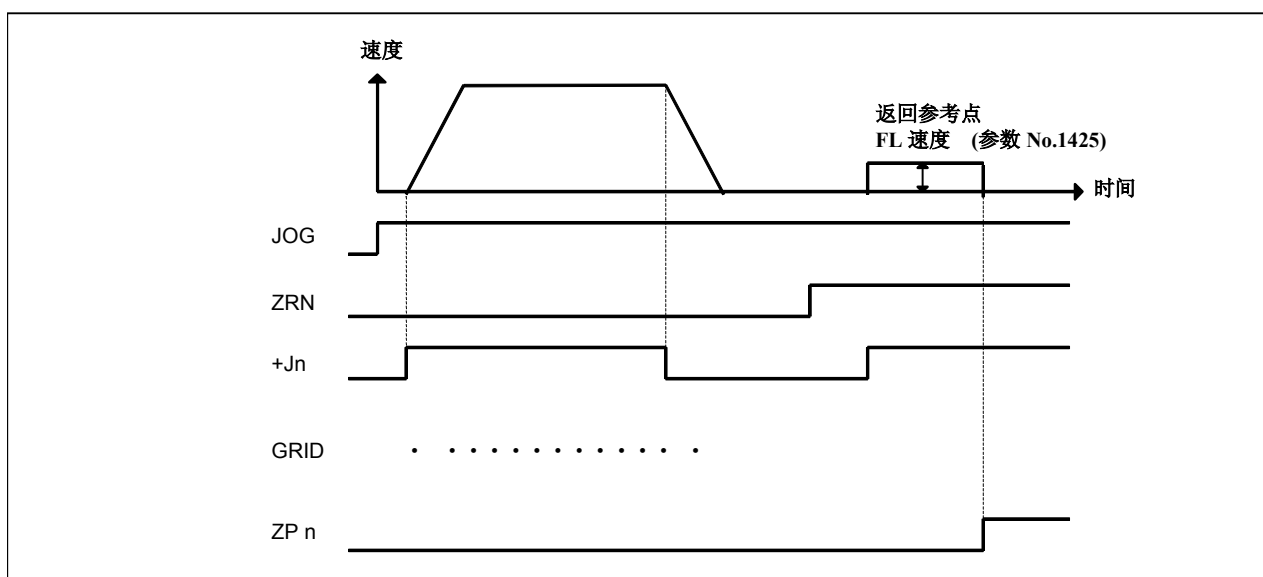 速度
返回参考点
FL 速度 (参数 No.1425)
时间
JOG
ZRN
+Jn
GRID
ZP n